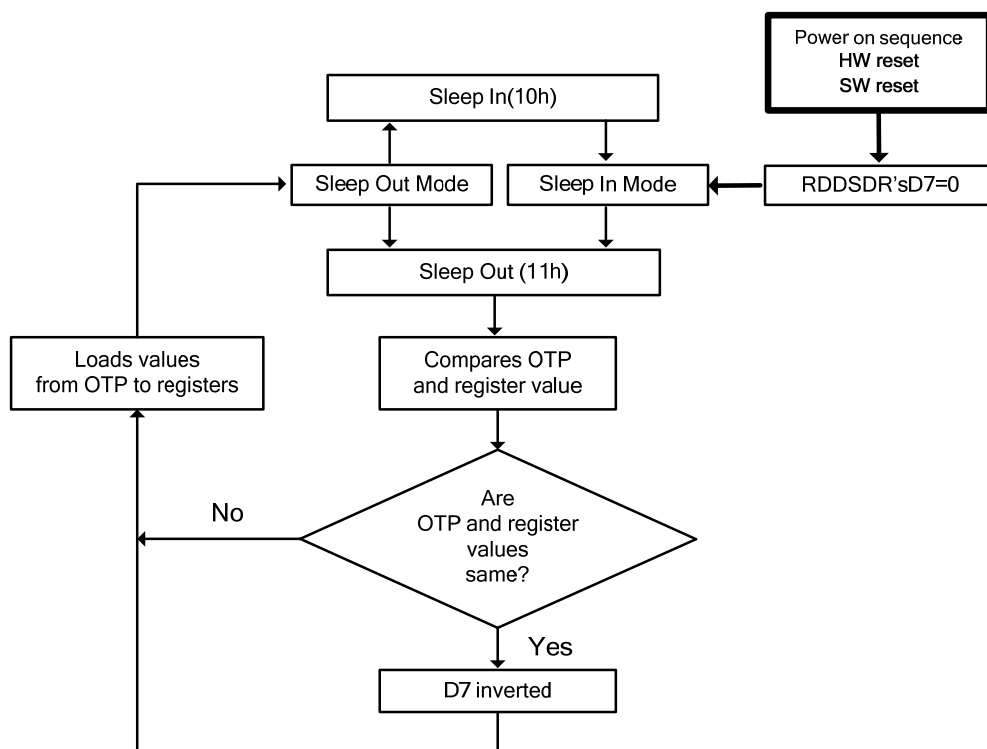 Power on sequence
HW reset
SW reset
Sleep In(10h)
Sleep Out Mode
Sleep In Mode
RDDSDR'sD7=0
Sleep Out (11h)
Loads values
from OTP to registers
Compares OTP
and register value
No
Are
OTP and register
values
same?
Yes
D7 inverted